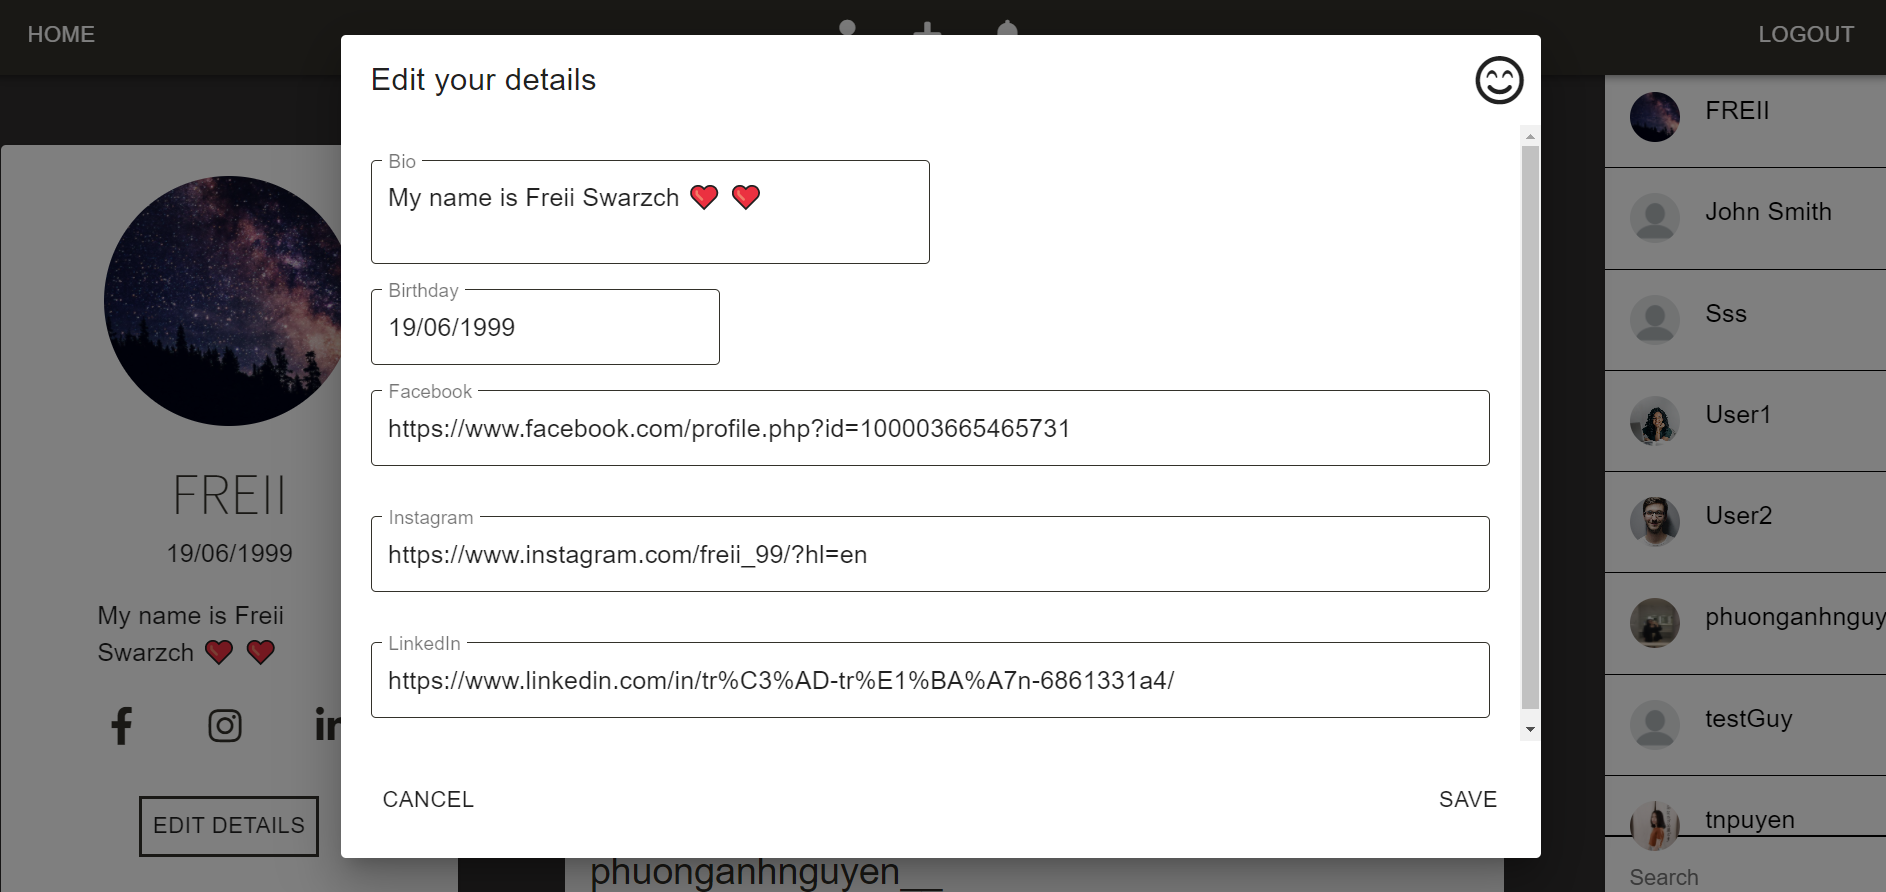 HOME
LOGOUT
FREII
19/06/1999
My name is Freii
Swarzch ❤️ ❤️
EDIT DETAILS
Edit your details
Bio
My name is Freii Swarzch ❤️ ❤️
Birthday
19/06/1999
Facebook
https://www.facebook.com/profile.php?id=100003665465731
Instagram
https://www.instagram.com/freii_99/?hl=en
LinkedIn
https://www.linkedin.com/in/tr%C3%AD-tr%E1%BA%A7n-6861331a4/
CANCEL
SAVE
phuonganhnguyen__
FREII
John Smith
Sss
User1
User2
phuonganhnguy
testGuy
tnpuyen
Search